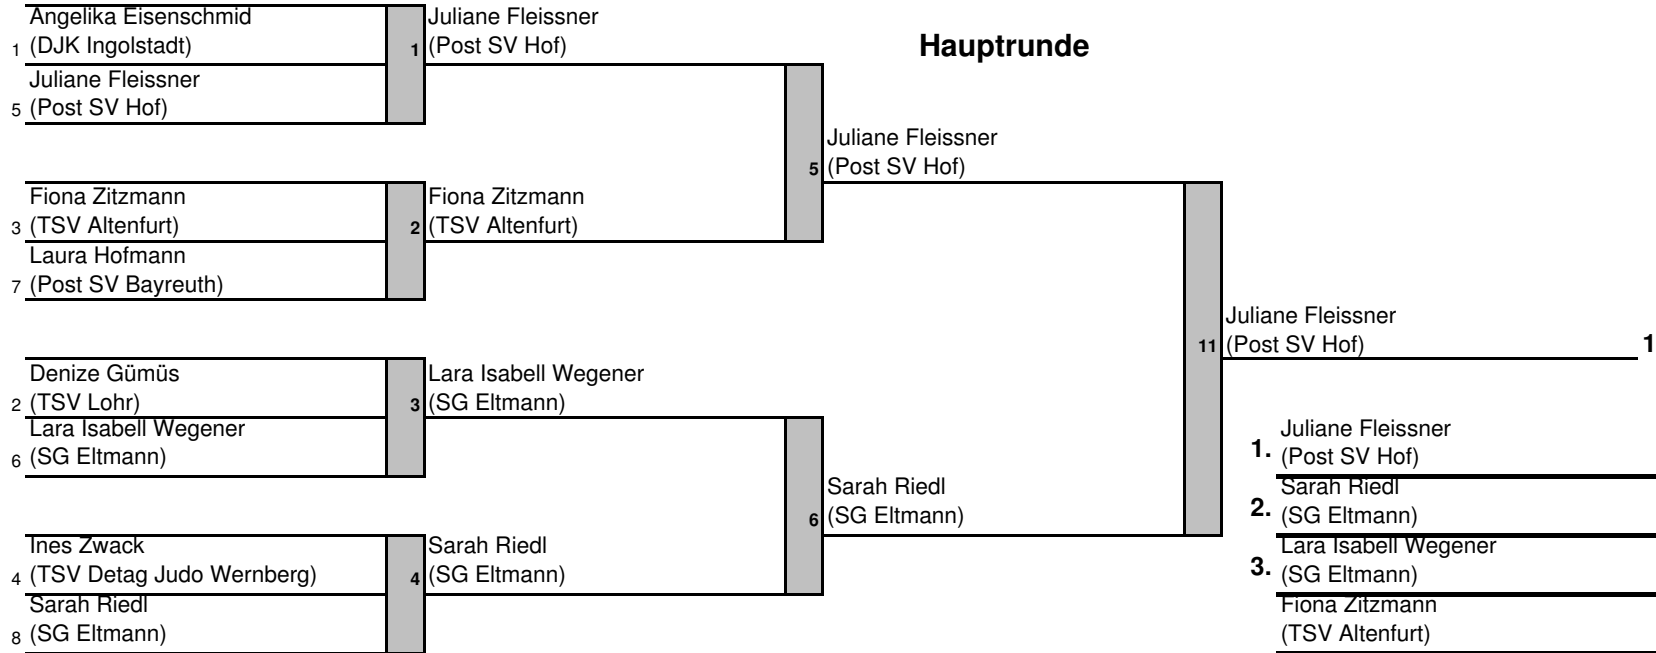 Hauptrunde
Angelika Eisenschmid
1 (DJK Ingolstadt)
Juliane Fleissner
5 (Post SV Hof)
1
Juliane Fleissner
(Post SV Hof)
Fiona Zitzmann
3 (TSV Altenfurt)
Laura Hofmann
7 (Post SV Bayreuth)
2
Fiona Zitzmann
(TSV Altenfurt)
5
Juliane Fleissner
(Post SV Hof)
Denize Gümüs
2 (TSV Lohr)
Lara Isabell Wegener
6 (SG Eltmann)
3
Lara Isabell Wegener
(SG Eltmann)
Ines Zwack
4 (TSV Detag Judo Wernberg)
Sarah Riedl
8 (SG Eltmann)
4
Sarah Riedl
(SG Eltmann)
6
Sarah Riedl
(SG Eltmann)
11
Juliane Fleissner
(Post SV Hof)
1
1. Juliane Fleissner
(Post SV Hof)
2. Sarah Riedl
(SG Eltmann)
3. Lara Isabell Wegener
(SG Eltmann)
Fiona Zitzmann
(TSV Altenfurt)